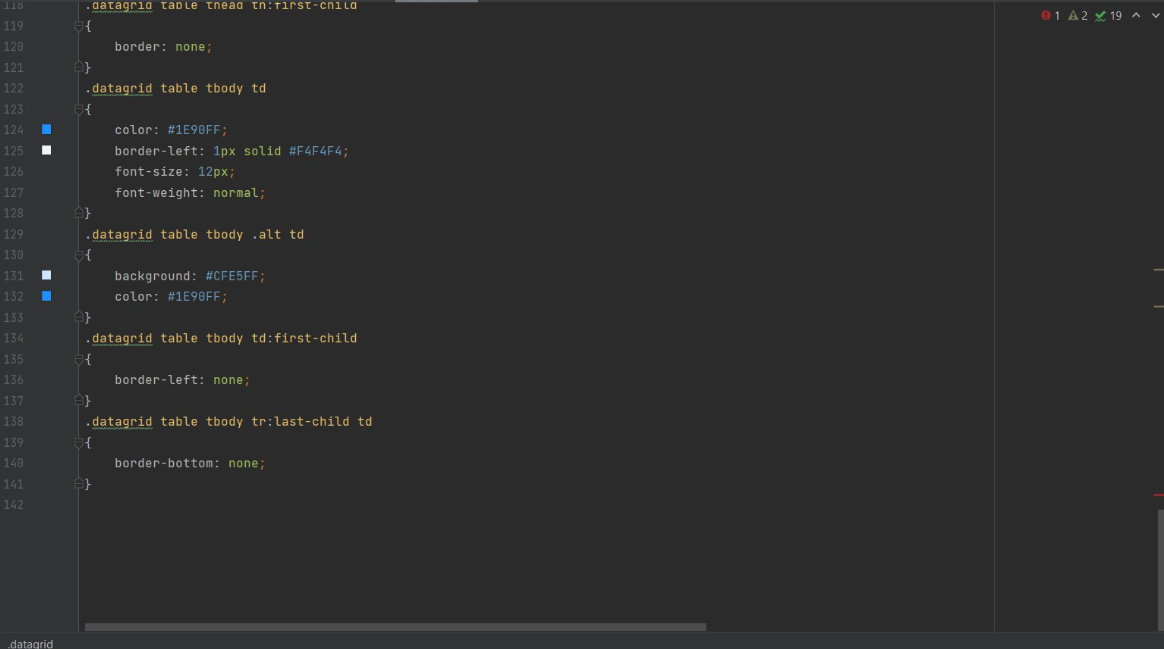 1 2 19
118 .datagrid table thead th:first-child
119 {
120 border: none;
121 }
122 .datagrid table tbody td
123 {
124 color: #1E90FF;
125 border-left: 1px solid #F4F4F4;
126 font-size: 12px;
127 font-weight: normal;
128 }
129 .datagrid table tbody .alt td
130 {
131 background: #CFE5FF;
132 color: #1E90FF;
133 }
134 .datagrid table tbody td:first-child
135 {
136 border-left: none;
137 }
138 .datagrid table tbody tr:last-child td
139 {
140 border-bottom: none;
141 }
142
.datagrid